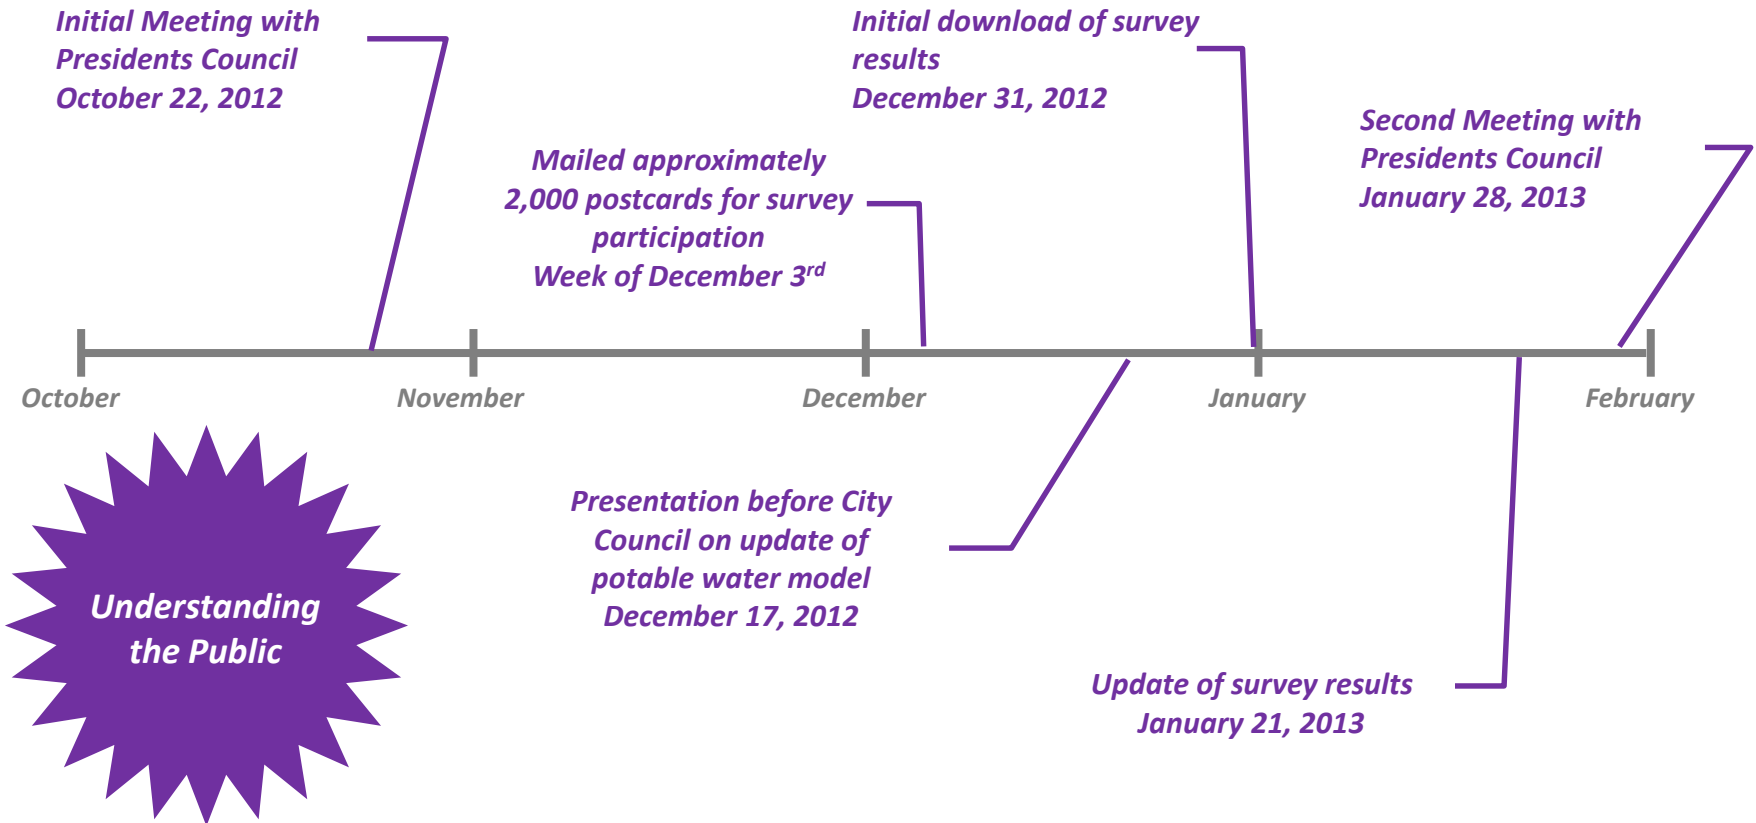 Initial Meeting with
Presidents Council
October 22, 2012
Initial download of survey
results
December 31, 2012
Second Meeting with
Presidents Council
January 28, 2013
Mailed approximately
2,000 postcards for survey
participation
Week of December 3rd
October
November
December
January
February
Understanding
the Public
Presentation before City
Council on update of
potable water model
December 17, 2012
Update of survey results
January 21, 2013